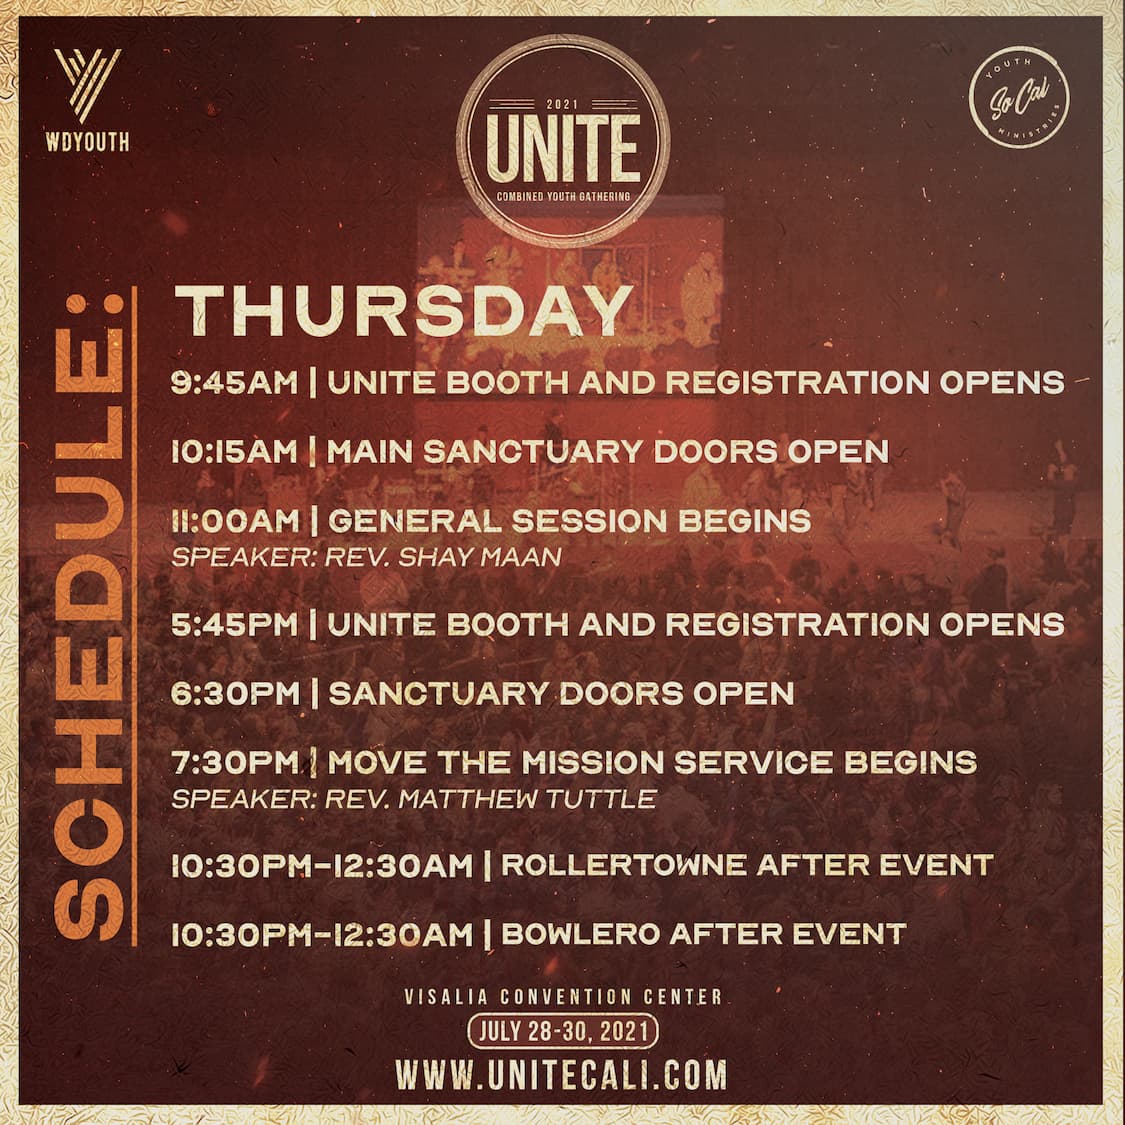 WDYOUTH
2021
UNITE
COMBINED YOUTH GATHERING
YOUTH
So Cal
MINISTRIES
SCHEDULE:
THURSDAY
9:45AM | UNITE BOOTH AND REGISTRATION OPENS
10:15AM | MAIN SANCTUARY DOORS OPEN
11:00AM | GENERAL SESSION BEGINS
SPEAKER: REV. SHAY MAAN
5:45PM | UNITE BOOTH AND REGISTRATION OPENS
6:30PM | SANCTUARY DOORS OPEN
7:30PM | MOVE THE MISSION SERVICE BEGINS
SPEAKER: REV. MATTHEW TUTTLE
10:30PM-12:30AM | ROLLERTOWNE AFTER EVENT
10:30PM-12:30AM | BOWLERO AFTER EVENT
VISALIA CONVENTION CENTER
JULY 28-30, 2021
WWW.UNITECALI.COM